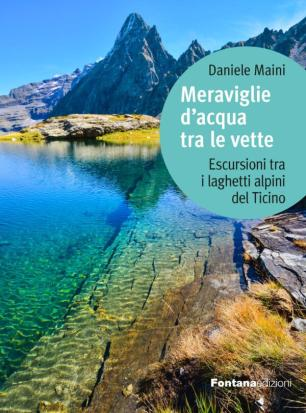 Daniele Maini
Meraviglie
d'acqua
tra le vette
Escursioni tra
i laghetti alpini
del Ticino
Fontanaedizioni